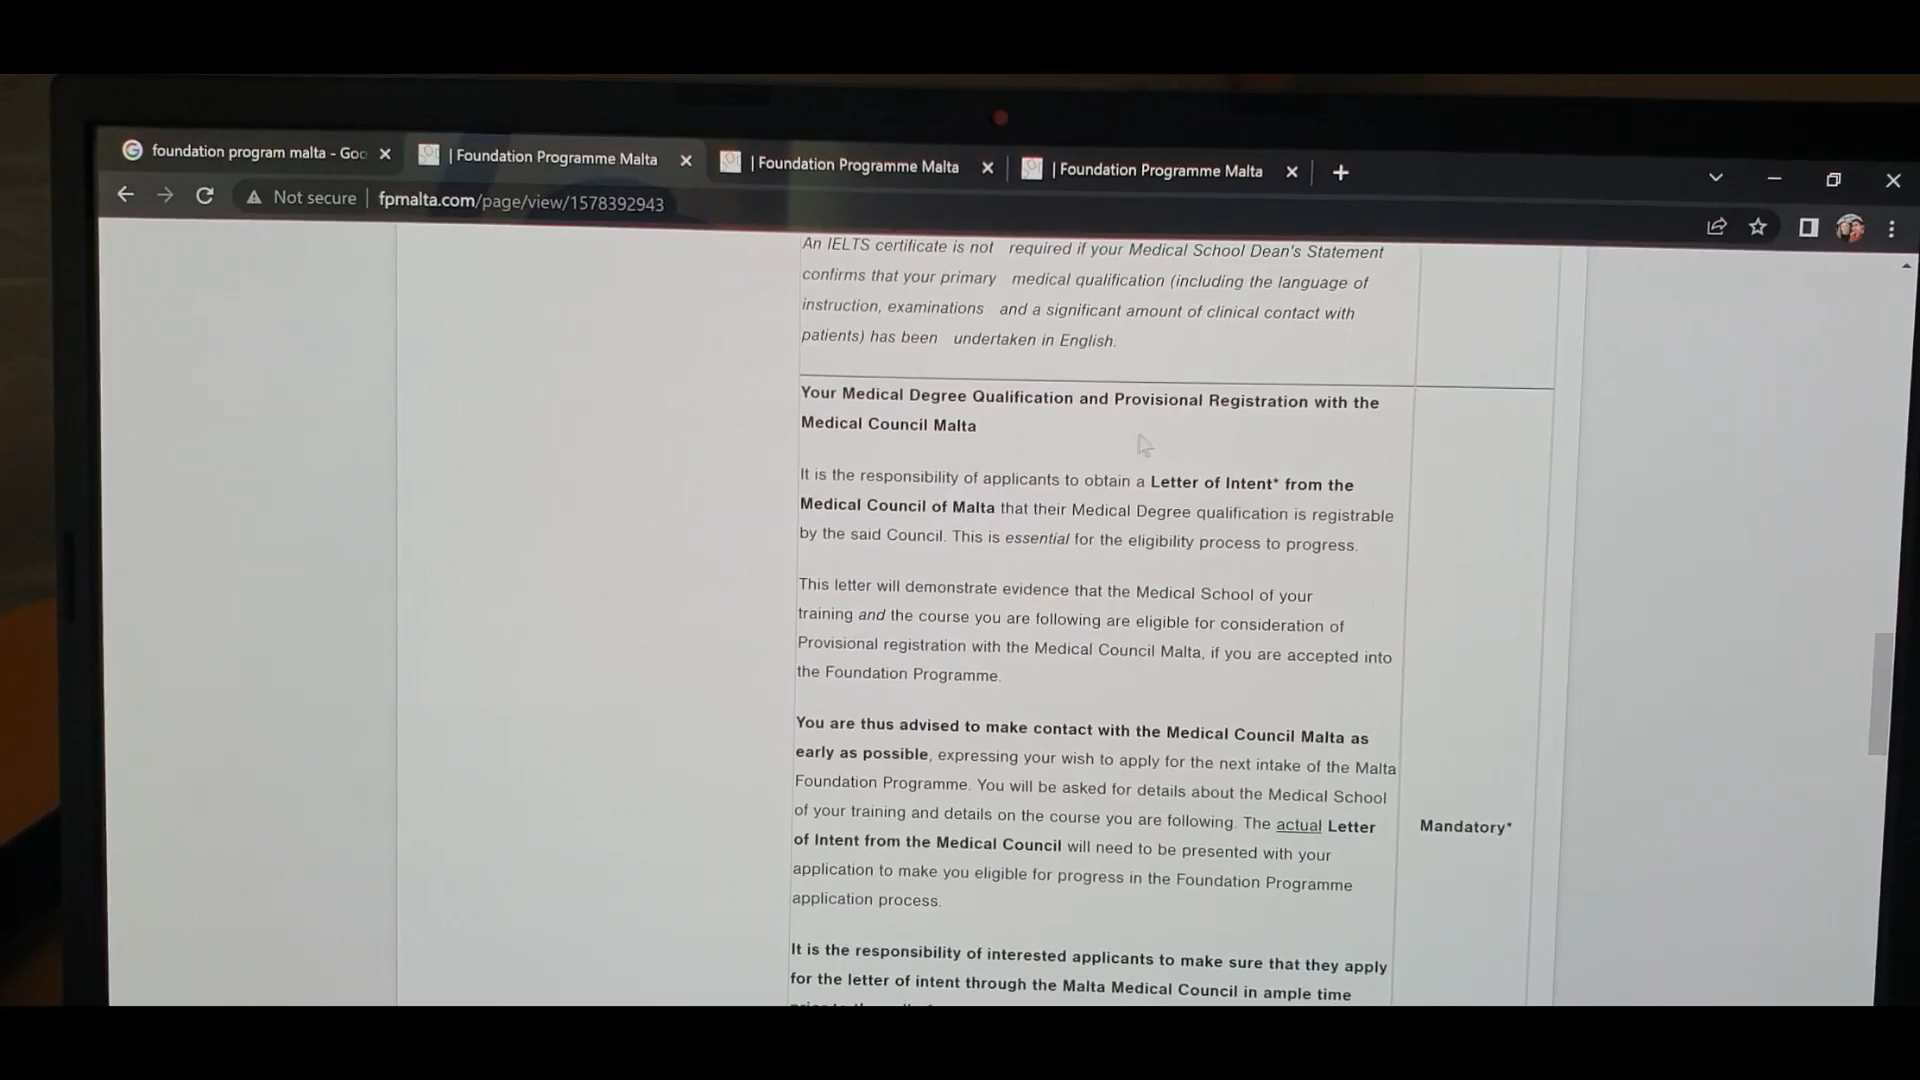 foundation program malta - Goo
| Foundation Programme Malta
| Foundation Programme Malta
| Foundation Programme Malta
Not secure | fpmalta.com/page/view/1578392943
An IELTS certificate is not required if your Medical School Dean's Statement
confirms that your primary medical qualification (including the language of
instruction, examinations and a significant amount of clinical contact with
patients) has been undertaken in English.
Your Medical Degree Qualification and Provisional Registration with the
Medical Council Malta
It is the responsibility of applicants to obtain a Letter of Intent* from the
Medical Council of Malta that their Medical Degree qualification is registrable
by the said Council. This is essential for the eligibility process to progress.
This letter will demonstrate evidence that the Medical School of your
training and the course you are following are eligible for consideration of
Provisional registration with the Medical Council Malta, if you are accepted into
the Foundation Programme.
You are thus advised to make contact with the Medical Council Malta as
early as possible, expressing your wish to apply for the next intake of the Malta
Foundation Programme. You will be asked for details about the Medical School
of your training and details on the course you are following. The actual Letter
of Intent from the Medical Council will need to be presented with your
application to make you eligible for progress in the Foundation Programme
application process.
Mandatory*
It is the responsibility of interested applicants to make sure that they apply
for the letter of intent through the Malta Medical Council in ample time